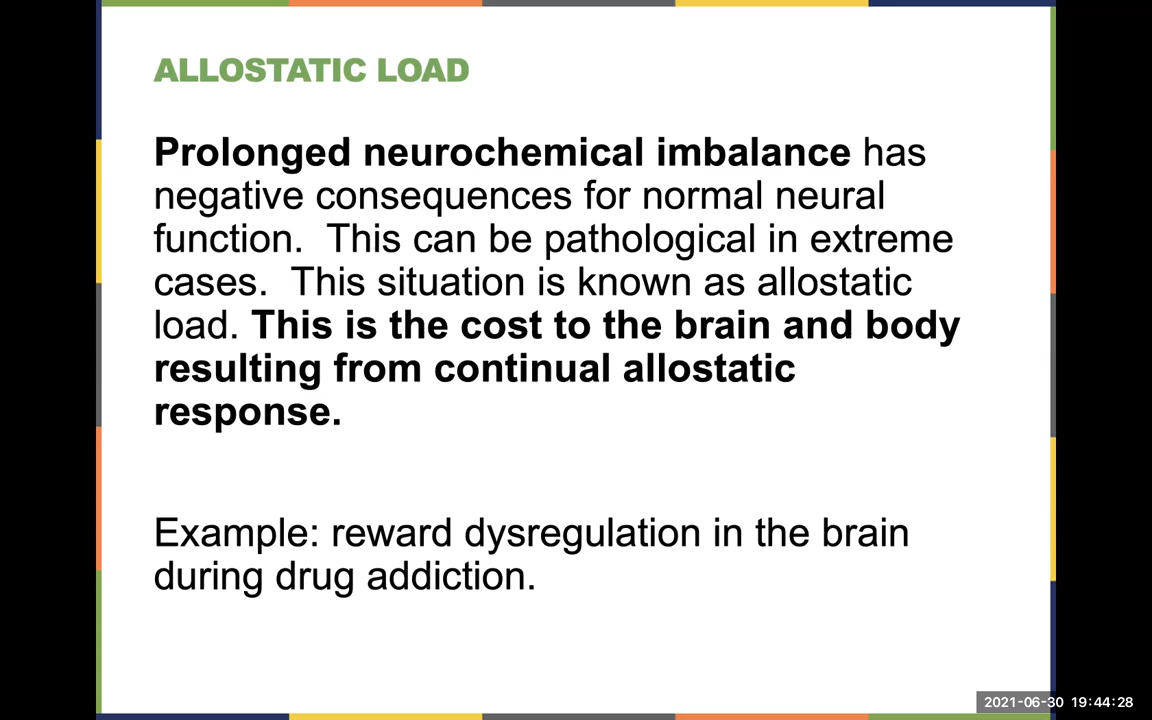 ALLOSTATIC LOAD
Prolonged neurochemical imbalance has
negative consequences for normal neural
function.  This can be pathological in extreme
cases.  This situation is known as allostatic
load. This is the cost to the brain and body
resulting from continual allostatic
response.
Example: reward dysregulation in the brain
during drug addiction.
2021-06-30 19:44:28